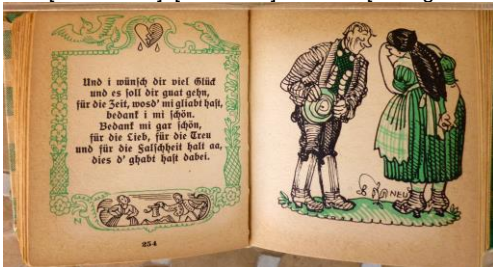 Und i wünsch dir viel Glück
und es soll dir guat gehn,
für die Zeit, wosd' mi gliabt hast,
bedank i mi schön.
Bedank mi gar schön,
für die Lieb, für die Treu
und für die Falschheit halt aa,
dies d' ghabt hast dabei.
254
NEU